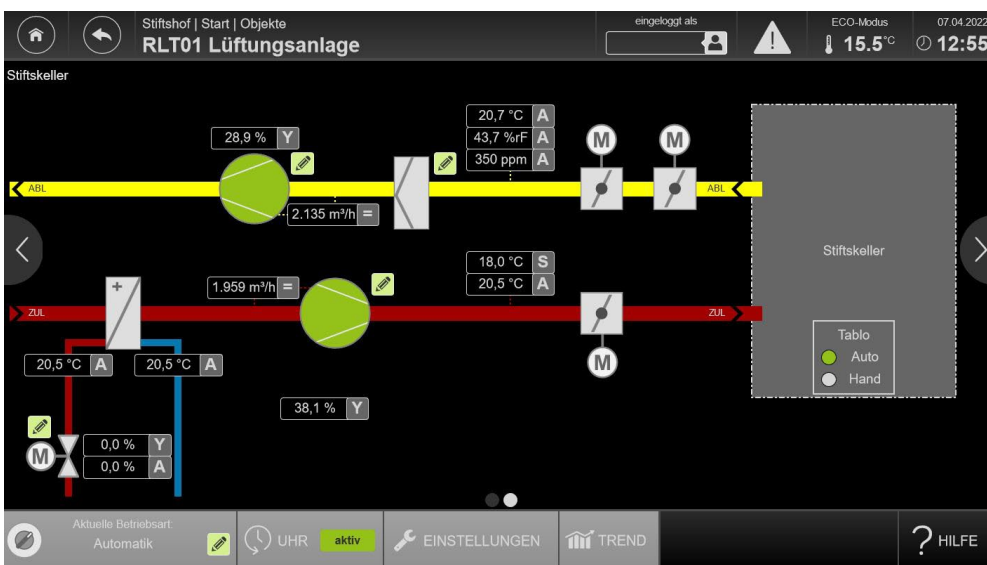 Stiftshof | Start | Objekte
RLT01 Lüftungsanlage
eingeloggt als
ECO-Modus
15.5°C
07.04.2022
12:55
Stiftskeller
28,9 % Y
20,7 °C A
43,7 %rF A
350 ppm A
M
M
ABL
ABL
2.135 m³/h =
Stiftskeller
18,0 °C S
20,5 °C A
1.959 m³/h =
+
ZUL
ZUL
M
Tablo
Auto
Hand
20,5 °C A
20,5 °C A
38,1 % Y
M
0,0 % Y
0,0 % A
Aktuelle Betriebsart:
Automatik
UHR
aktiv
EINSTELLUNGEN
TREND
? HILFE